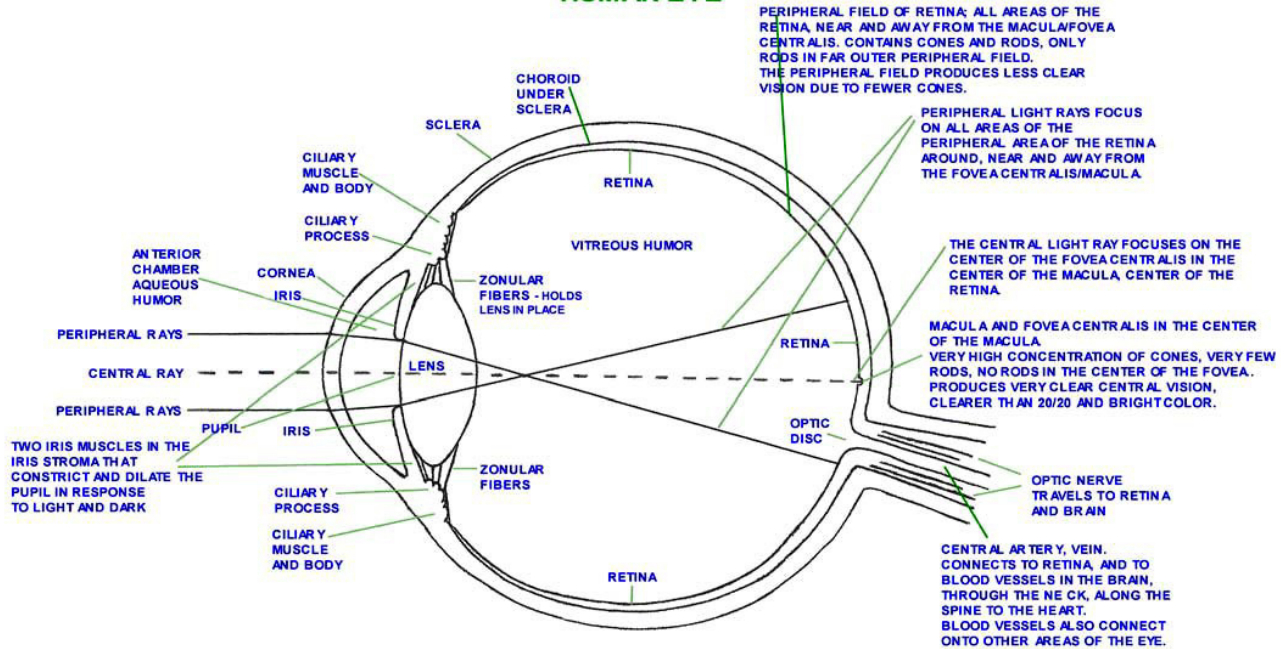 HUMAN EYE
PERIPHERAL FIELD OF RETINA; ALL AREAS OF THE
RETINA, NEAR AND AWAY FROM THE MACULA/FOVEA
CENTRALIS. CONTAINS CONES AND RODS, ONLY
RODS IN FAR OUTER PERIPHERAL FIELD.
THE PERIPHERAL FIELD PRODUCES LESS CLEAR
VISION DUE TO FEWER CONES.
CHOROID
UNDER
SCLERA
SCLERA
PERIPHERAL LIGHT RAYS FOCUS
ON ALL AREAS OF THE
PERIPHERAL AREA OF THE RETINA
AROUND, NEAR AND AWAY FROM
THE FOVEA CENTRALIS/MACULA.
CILIARY
MUSCLE
AND BODY
RETINA
CILIARY
PROCESS
VITREOUS HUMOR
THE CENTRAL LIGHT RAY FOCUSES ON THE
CENTER OF THE FOVEA CENTRALIS IN THE
CENTER OF THE MACULA, CENTER OF THE
RETINA.
ANTERIOR
CHAMBER
AQUEOUS
HUMOR
CORNEA
IRIS
ZONULAR
FIBERS - HOLDS
LENS IN PLACE
PERIPHERAL RAYS
RETINA
MACULA AND FOVEA CENTRALIS IN THE CENTER
OF THE MACULA.
VERY HIGH CONCENTRATION OF CONES, VERY FEW
RODS, NO RODS IN THE CENTER OF THE FOVEA.
PRODUCES VERY CLEAR CENTRAL VISION,
CLEARER THAN 20/20 AND BRIGHT COLOR.
CENTRAL RAY
LENS
PERIPHERAL RAYS
PUPIL
IRIS
OPTIC
DISC
TWO IRIS MUSCLES IN THE
IRIS STROMA THAT
CONSTRICT AND DILATE THE
PUPIL IN RESPONSE
TO LIGHT AND DARK
ZONULAR
FIBERS
CILIARY
PROCESS
OPTIC NERVE
TRAVELS TO RETINA
AND BRAIN
CILIARY
MUSCLE
AND BODY
RETINA
CENTRAL ARTERY, VEIN.
CONNECTS TO RETINA, AND TO
BLOOD VESSELS IN THE BRAIN,
THROUGH THE NE CK, ALONG THE
SPINE TO THE HEART.
BLOOD VESSELS ALSO CONNECT
ONTO OTHER AREAS OF THE EYE.